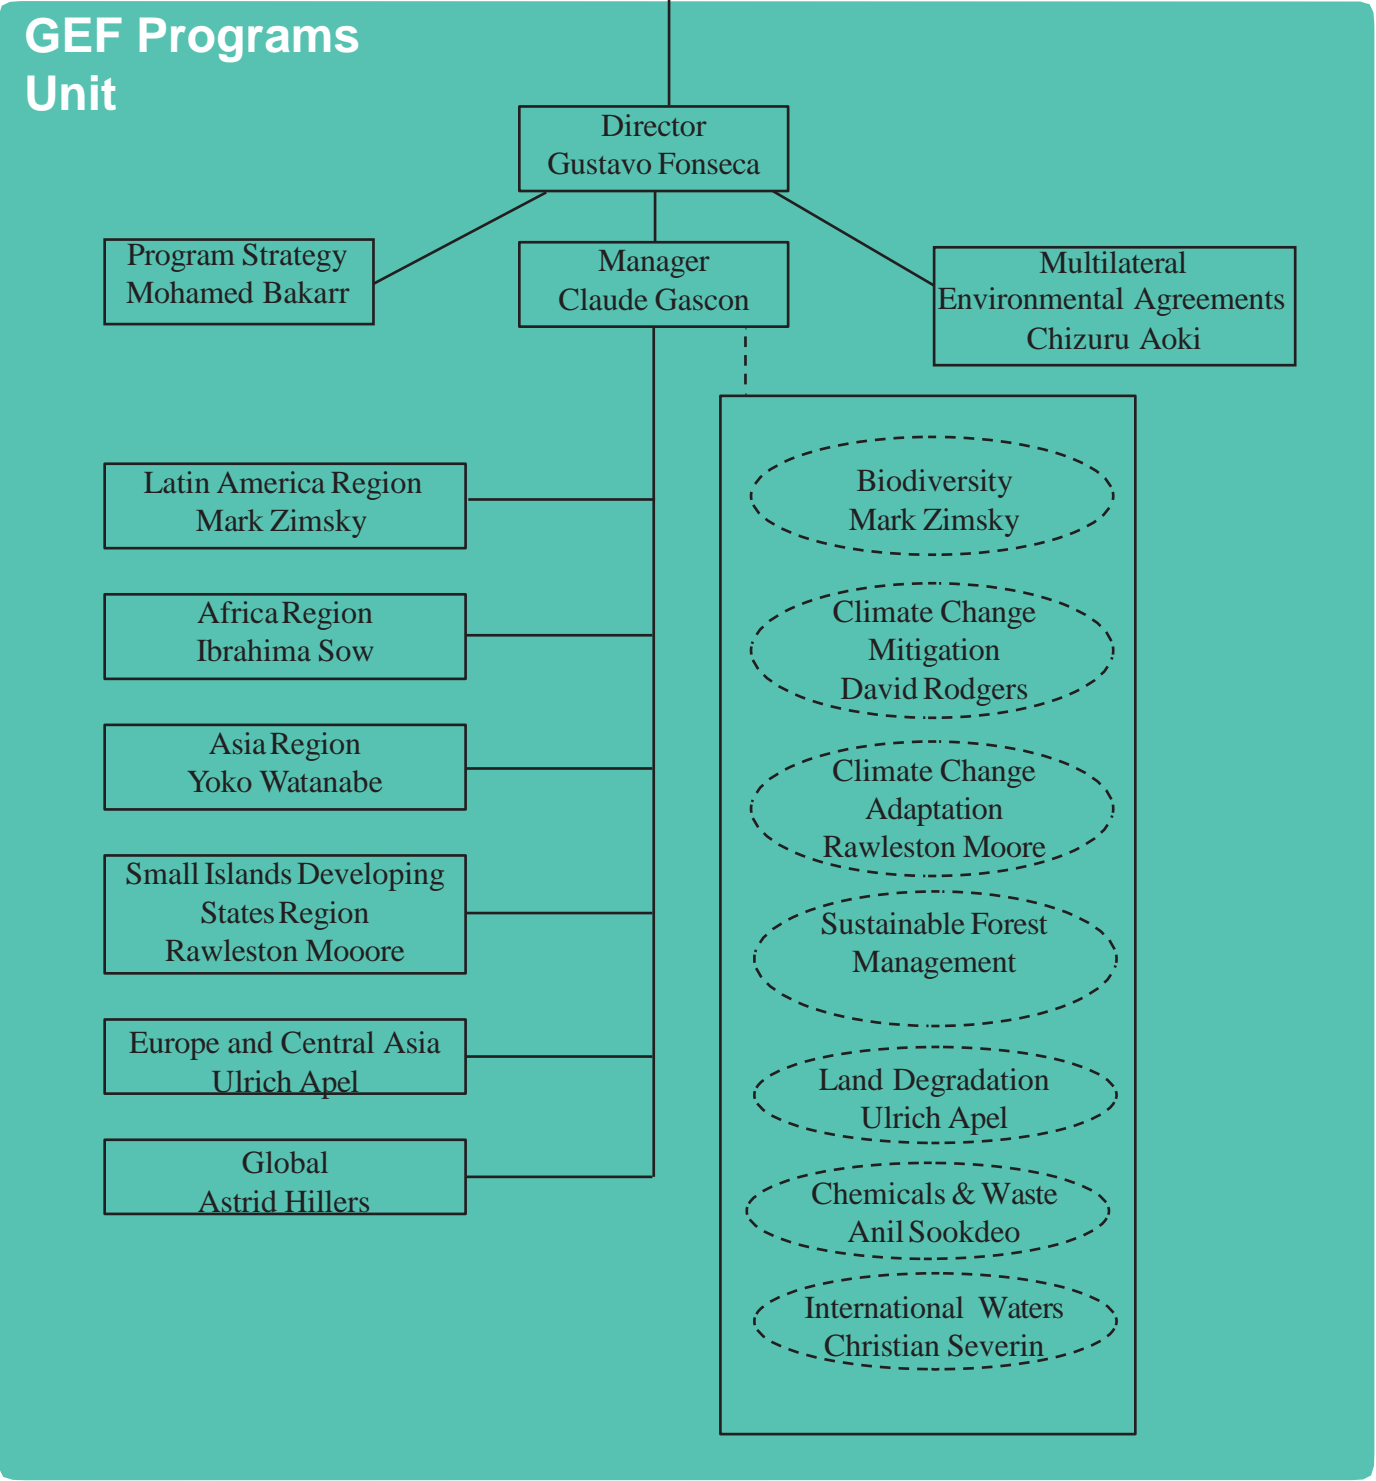 GEF Programs
Unit
Director
Gustavo Fonseca
Program Strategy
Mohamed Bakarr
Manager
Claude Gascon
Multilateral
Environmental Agreements
Chizuru Aoki
Latin America Region
Mark Zimsky
Africa Region
Ibrahima Sow
Asia Region
Yoko Watanabe
Small Islands Developing
States Region
Rawleston Mooore
Europe and Central Asia
Ulrich Apel
Global
Astrid Hillers
Biodiversity
Mark Zimsky
Climate Change
Mitigation
David Rodgers
Climate Change
Adaptation
Rawleston Moore
Sustainable Forest
Management
Land Degradation
Ulrich Apel
Chemicals & Waste
Anil Sookdeo
International Waters
Christian Severin